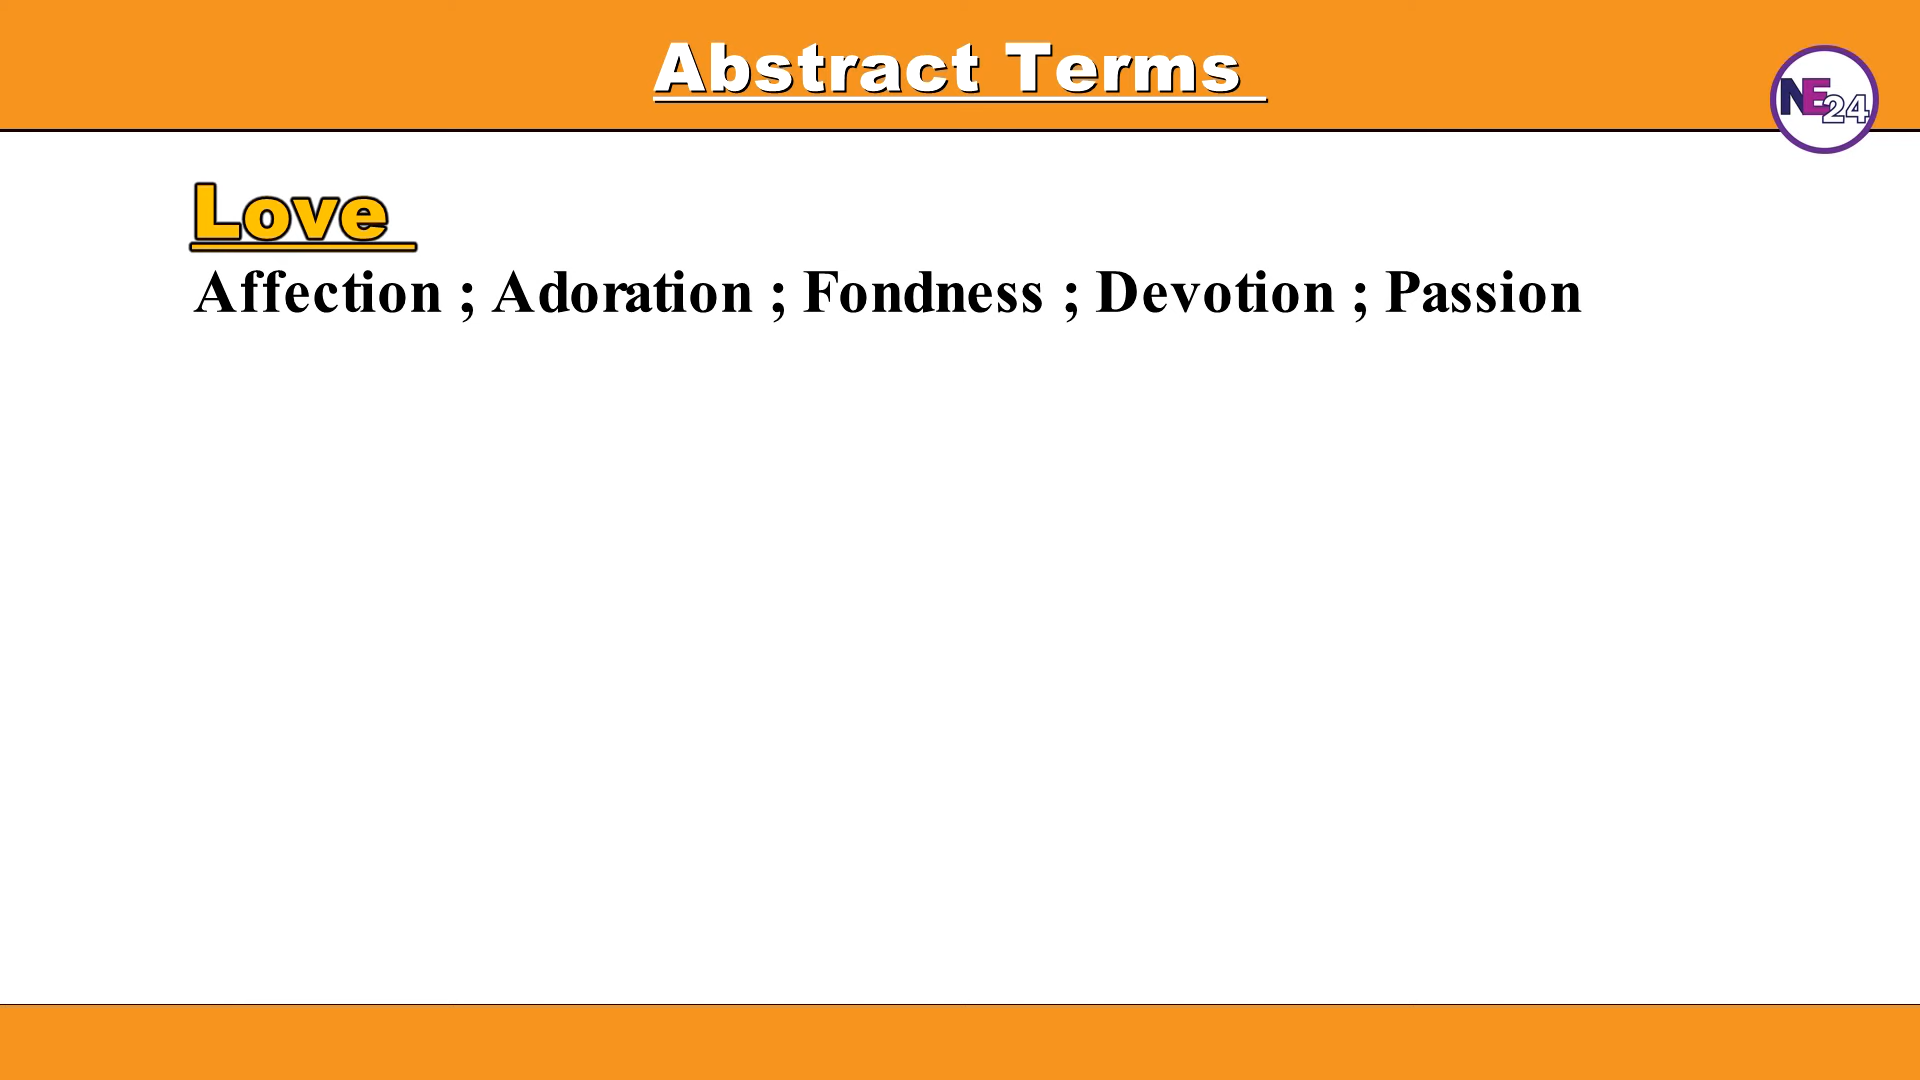 Abstract Terms
NE24
Love
Affection ; Adoration ; Fondness ; Devotion ; Passion